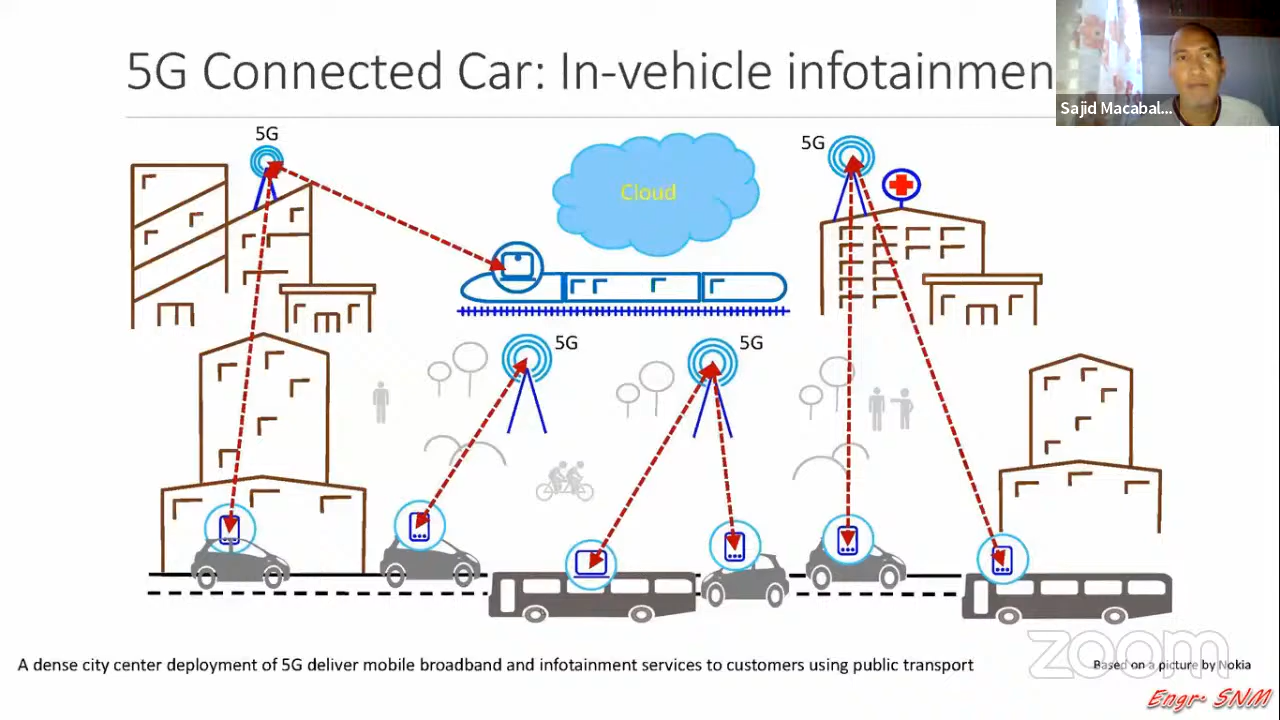 5G Connected Car: In-vehicle infotainmen
Sajid Macabal...
5G
5G
Cloud
5G
5G
A dense city center deployment of 5G deliver mobile broadband and infotainment services to customers using public transport
zoom
Based on a picture by Nokia
Engr. SNM